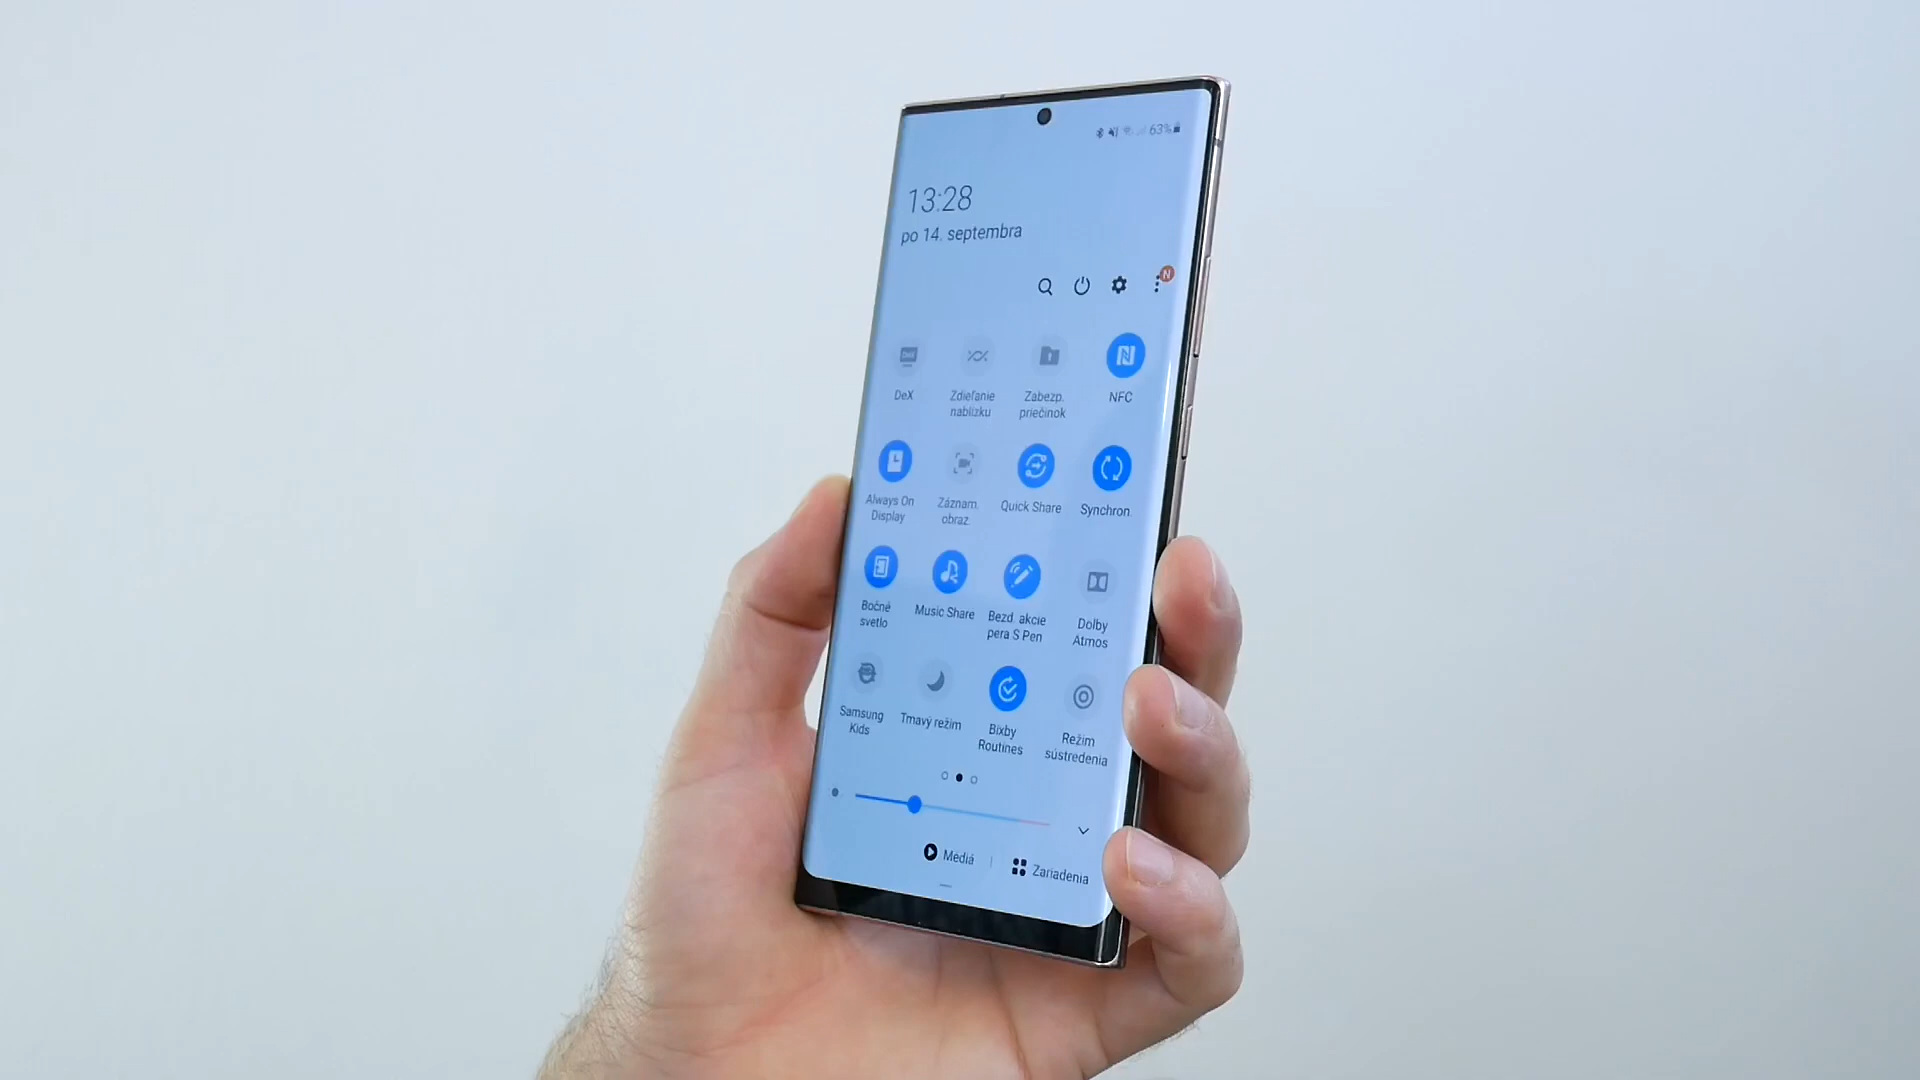 63%
13:28
po 14. septembra
N
DeX
Zdieľanie
nablízku
Zabezp.
priečinok
NFC
Always On
Display
Záznam.
obraz.
Quick Share
Synchron.
Bočné
svetlo
Music Share
Bezd. akcie
pera S Pen
Dolby
Atmos
Samsung
Kids
Tmavý režim
Bixby
Routines
Režim
sústredenia
Médiá
Zariadenia